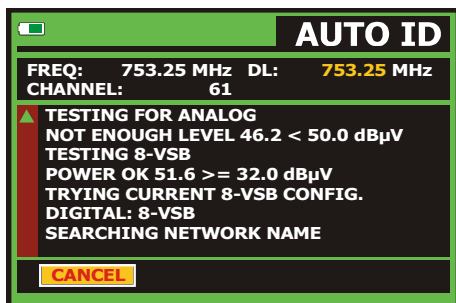 AUTO ID
FREQ: 753.25 MHz DL: 753.25 MHz
CHANNEL: 61
TESTING FOR ANALOG
NOT ENOUGH LEVEL 46.2 < 50.0 dBµV
TESTING 8-VSB
POWER OK 51.6 >= 32.0 dBµV
TRYING CURRENT 8-VSB CONFIG.
DIGITAL: 8-VSB
SEARCHING NETWORK NAME
CANCEL